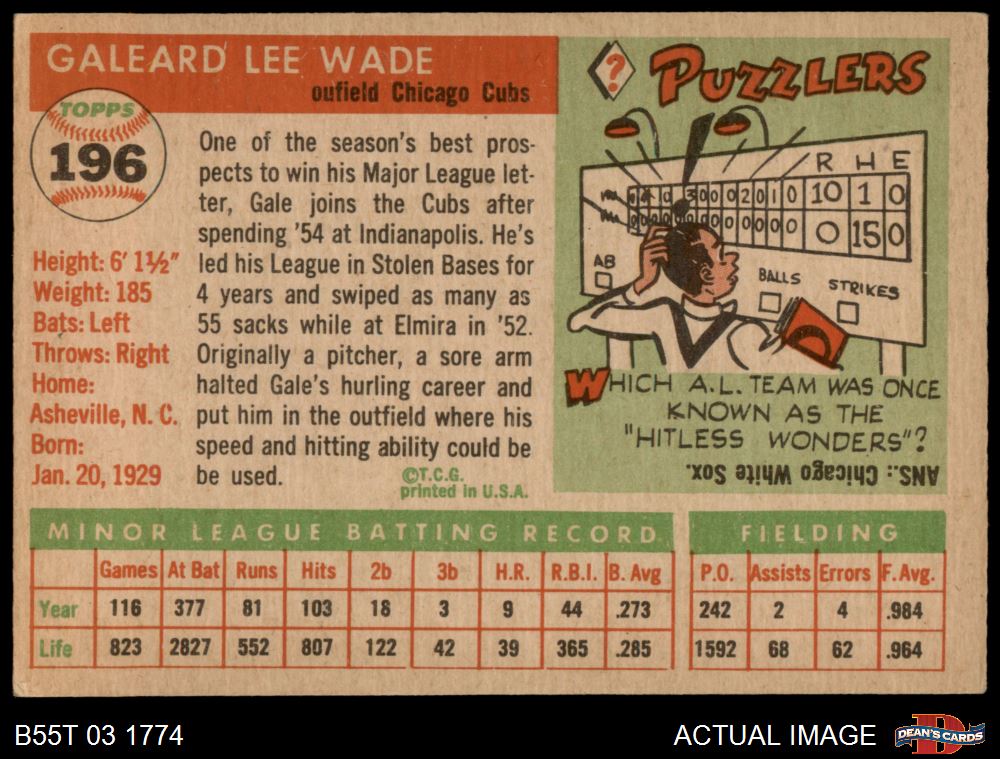 GALEARD LEE WADE
oufield Chicago Cubs
TOPPS
196
Height: 6' 1½"
Weight: 185
Bats: Left
Throws: Right
Home:
Asheville, N. C.
Born:
Jan. 20, 1929
One of the season's best pros-
pects to win his Major League let-
ter, Gale joins the Cubs after
spending '54 at Indianapolis. He's
led his League in Stolen Bases for
4 years and swiped as many as
55 sacks while at Elmira in '52.
Originally a pitcher, a sore arm
halted Gale's hurling career and
put him in the outfield where his
speed and hitting ability could be
be used.
©T.C.G.
printed in U.S.A.
?
PUZZLERS
R H E
10 1 0
0 15 0
AB
BALLS
STRIKES
WHICH A.L. TEAM WAS ONCE
KNOWN AS THE
"HITLESS WONDERS"?
ANS.: Chicago White Sox.
MINOR LEAGUE BATTING RECORD
Games At Bat Runs Hits 2b 3b H.R. R.B.I. B. Avg
Year 116 377 81 103 18 3 9 44 .273
Life 823 2827 552 807 122 42 39 365 .285
FIELDING
P.O. Assists Errors F. Avg.
242 2 4 .984
1592 68 62 .964
B55T 03 1774
ACTUAL IMAGE
DEAN'S CARDS